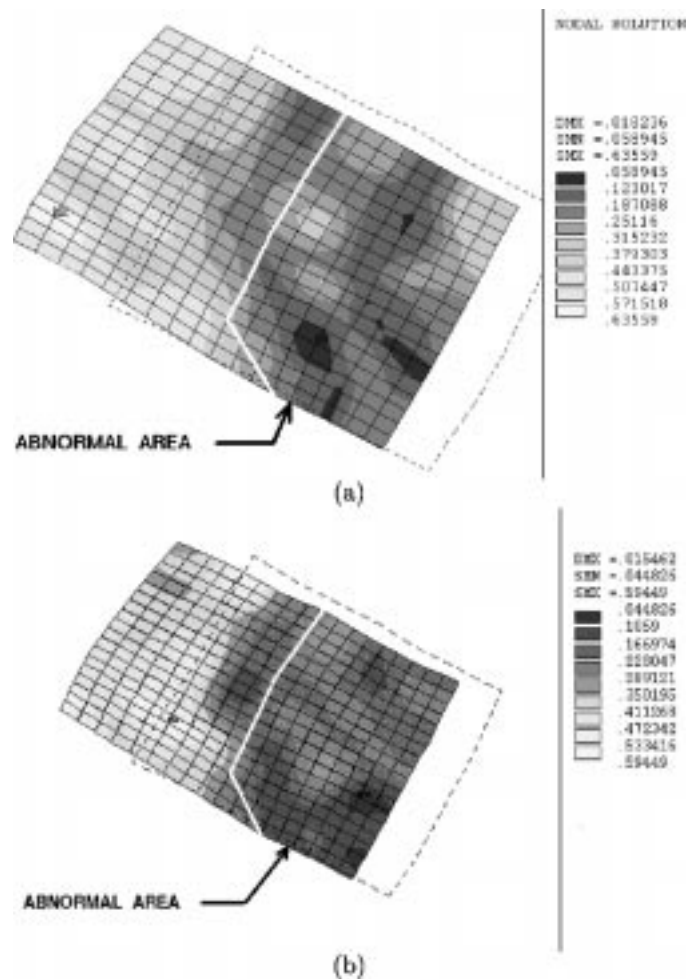 NODAL SOLUTION
DMX =.018236
SMN =.058945
SMX =.63559
.058945
.123017
.187088
.25116
.315232
.379303
.443375
.507447
.571518
.63559
ABNORMAL AREA
(a)
DMX =.015462
SMN =.044826
SMX =.59449
.044826
.1059
.166974
.228047
.289121
.350195
.411268
.472342
.533416
.59449
ABNORMAL AREA
(b)